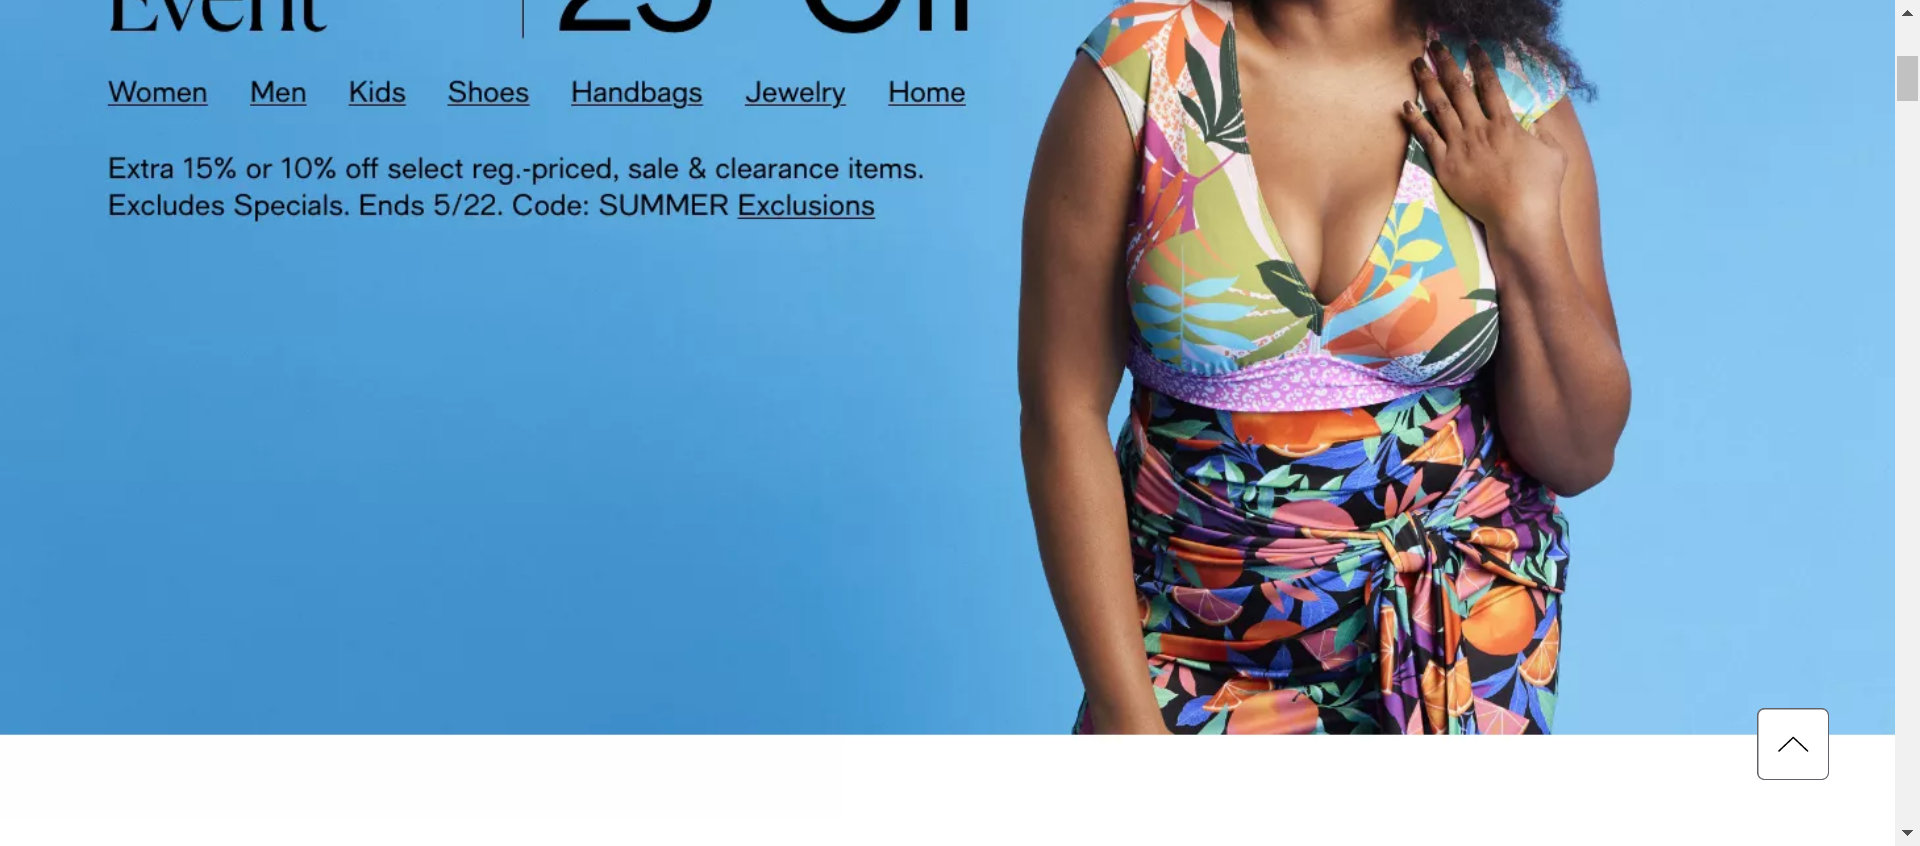 Event
25 Off
Women Men Kids Shoes Handbags Jewelry Home
Extra 15% or 10% off select reg.-priced, sale & clearance items.
Excludes Specials. Ends 5/22. Code: SUMMER Exclusions